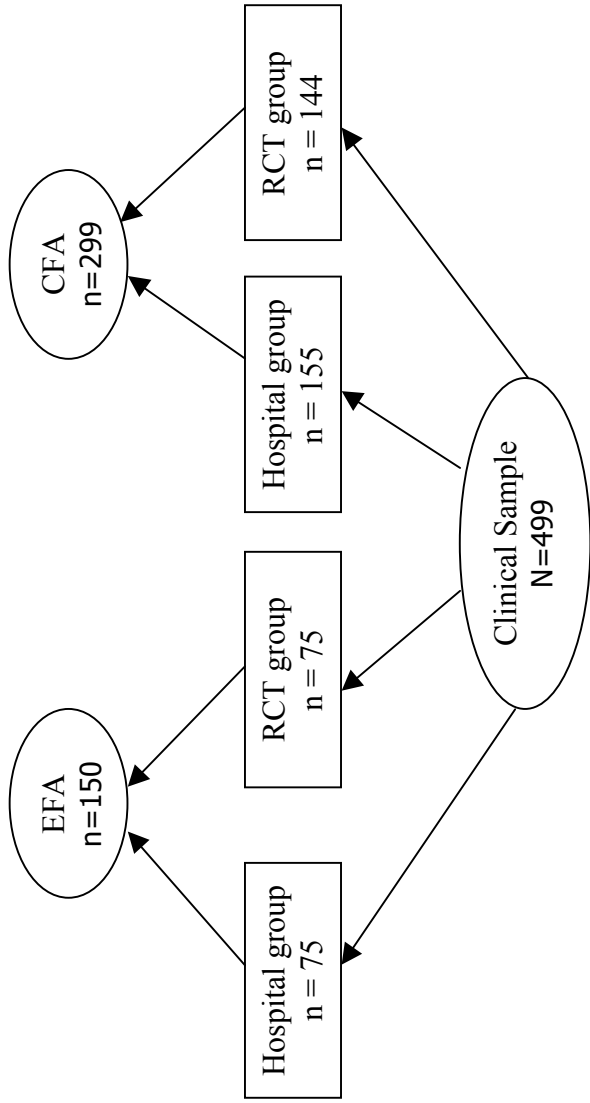 EFA
n=150
CFA
n=299
Hospital group
n = 75
RCT group
n = 75
Hospital group
n = 155
RCT group
n = 144
Clinical Sample
N=499